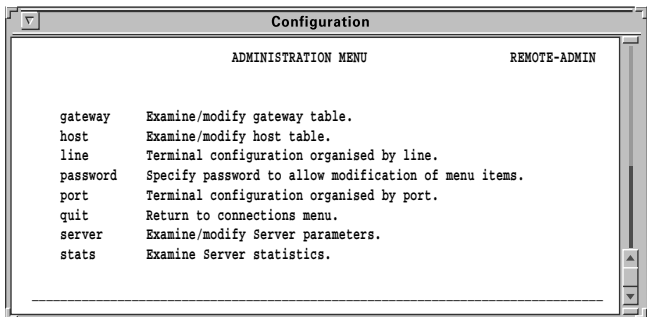 Configuration
ADMINISTRATION MENU REMOTE-ADMIN
gateway Examine/modify gateway table.
host Examine/modify host table.
line Terminal configuration organised by line.
password Specify password to allow modification of menu items.
port Terminal configuration organised by port.
quit Return to connections menu.
server Examine/modify Server parameters.
stats Examine Server statistics.